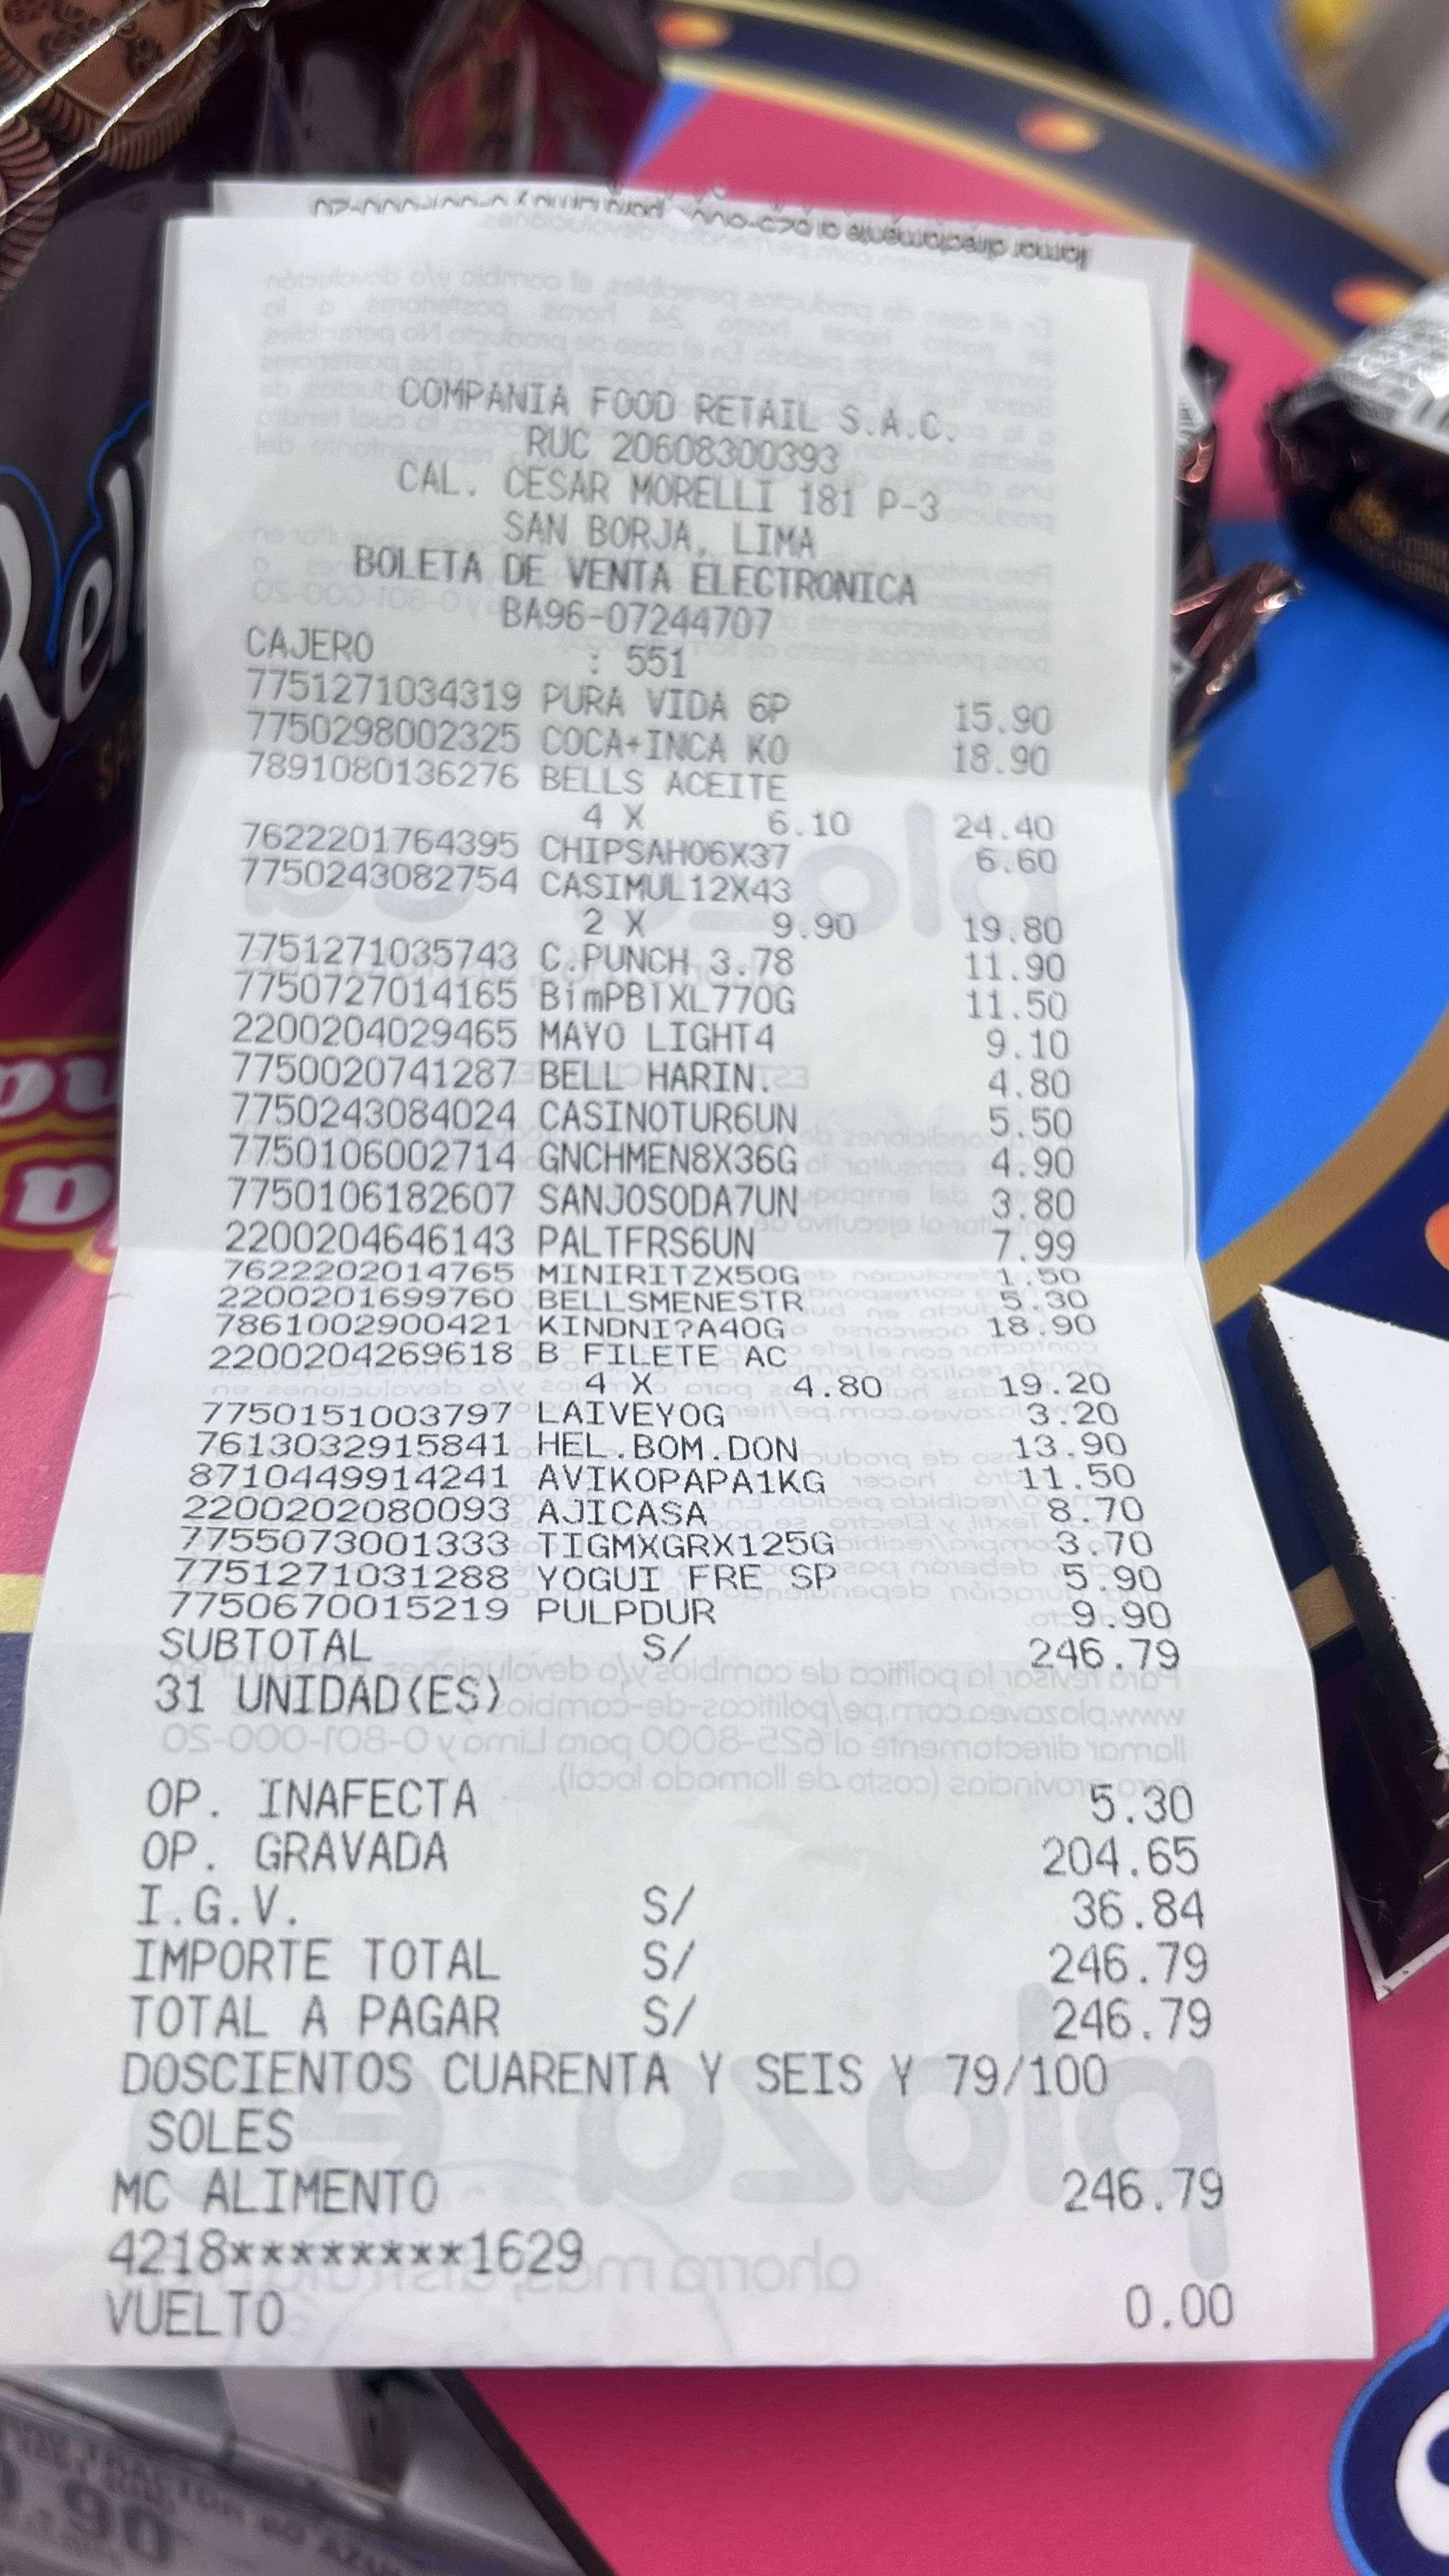 COMPANIA FOOD RETAIL S.A.C.
RUC 20608300393
CAL. CESAR MORELLI 181 P-3
SAN BORJA, LIMA
BOLETA DE VENTA ELECTRONICA
BA96-07244707
CAJERO : 551
7751271034319 PURA VIDA 6P 15.90
7750298002325 COCA+INCA KO 18.90
7891080136276 BELLS ACEITE
4 X 6.10 24.40
7622201764395 CHIPSAHO6X37 6.60
7750243082754 CASIMUL12X43
2 X 9.90 19.80
7751271035743 C.PUNCH 3.78 11.90
7750727014165 BimPBlXL770G 11.50
2200204029465 MAYO LIGHT4 9.10
7750020741287 BELL HARIN. 4.80
7750243084024 CASINOTUR6UN 5.50
7750106002714 GNCHMEN8X36G 4.90
7750106182607 SANJOSODA7UN 3.80
2200204646143 PALTFRS6UN 7.99
7622202014765 MINIRITZX50G 1.50
2200201699760 BELLSMENESTR 5.30
7861002900421 KINDNI?A40G 18.90
2200204269618 B FILETE AC
4 X 4.80 19.20
7750151003797 LAIVEYOG 3.20
7613032915841 HEL.BOM.DON 13.90
8710449914241 AVIKOPAPA1KG 11.50
2200202080093 AJICASA 8.70
7755073001333 TIGMXGRX125G 3.70
7751271031288 YOGUI FRE SP 5.90
7750670015219 PULPDUR 9.90
SUBTOTAL S/ 246.79
31 UNIDAD(ES)
OP. INAFECTA 5.30
OP. GRAVADA 204.65
I.G.V. S/ 36.84
IMPORTE TOTAL S/ 246.79
TOTAL A PAGAR S/ 246.79
DOSCIENTOS CUARENTA Y SEIS Y 79/100
SOLES
MC ALIMENTO 246.79
4218********1629
VUELTO 0.00